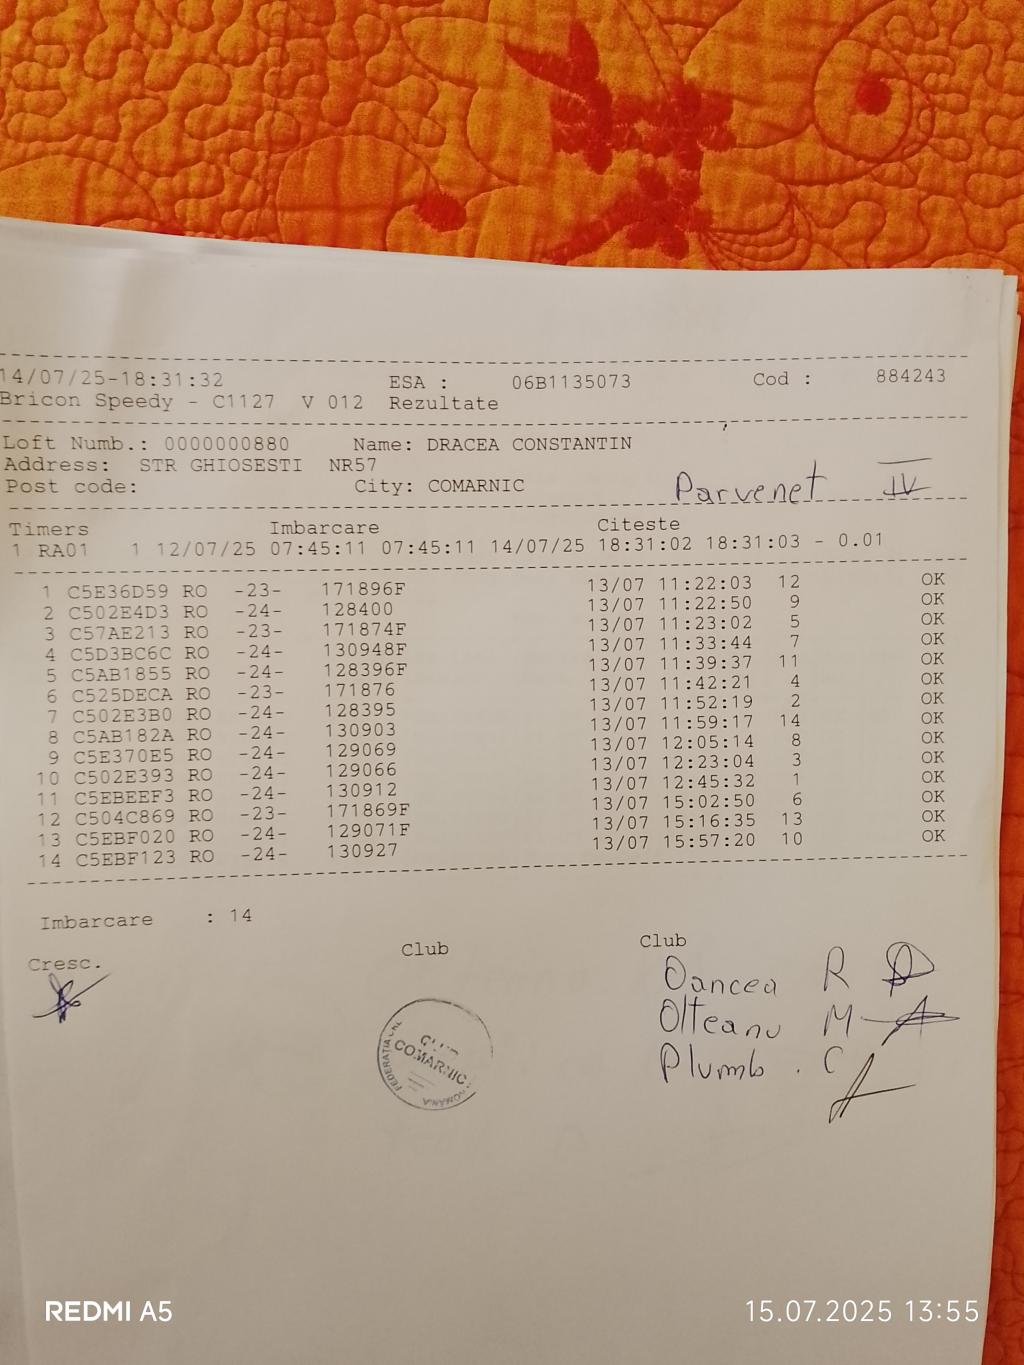 14/07/25-18:31:32 ESA : 06B1135073 Cod : 884243
Bricon Speedy - C1127 V 012 Rezultate
Loft Numb.: 0000000880 Name: DRACEA CONSTANTIN
Address: STR GHIOSESTI NR57
Post code: City: COMARNIC Parvenet IV
Timers Imbarcare Citeste
1 RA01 1 12/07/25 07:45:11 07:45:11 14/07/25 18:31:02 18:31:03 - 0.01
1 C5E36D59 RO -23- 171896F 13/07 11:22:03 12 OK
2 C502E4D3 RO -24- 128400 13/07 11:22:50 9 OK
3 C57AE213 RO -23- 171874F 13/07 11:23:02 5 OK
4 C5D3BC6C RO -24- 130948F 13/07 11:33:44 7 OK
5 C5AB1855 RO -24- 128396F 13/07 11:39:37 11 OK
6 C525DECA RO -23- 171876 13/07 11:42:21 4 OK
7 C502E3B0 RO -24- 128395 13/07 11:52:19 2 OK
8 C5AB182A RO -24- 130903 13/07 11:59:17 14 OK
9 C5E370E5 RO -24- 129069 13/07 12:05:14 8 OK
10 C502E393 RO -24- 129066 13/07 12:23:04 3 OK
11 C5EBEEF3 RO -24- 130912 13/07 12:45:32 1 OK
12 C504C869 RO -23- 171869F 13/07 15:02:50 6 OK
13 C5EBF020 RO -24- 129071F 13/07 15:16:35 13 OK
14 C5EBF123 RO -24- 130927 13/07 15:57:20 10 OK
Imbarcare : 14
Cresc. Club Club
Oancea R
Olteanu M
Plumb . C
COMARNIC
FEDERATIA
ROMANIA
REDMI A5 15.07.2025 13:55